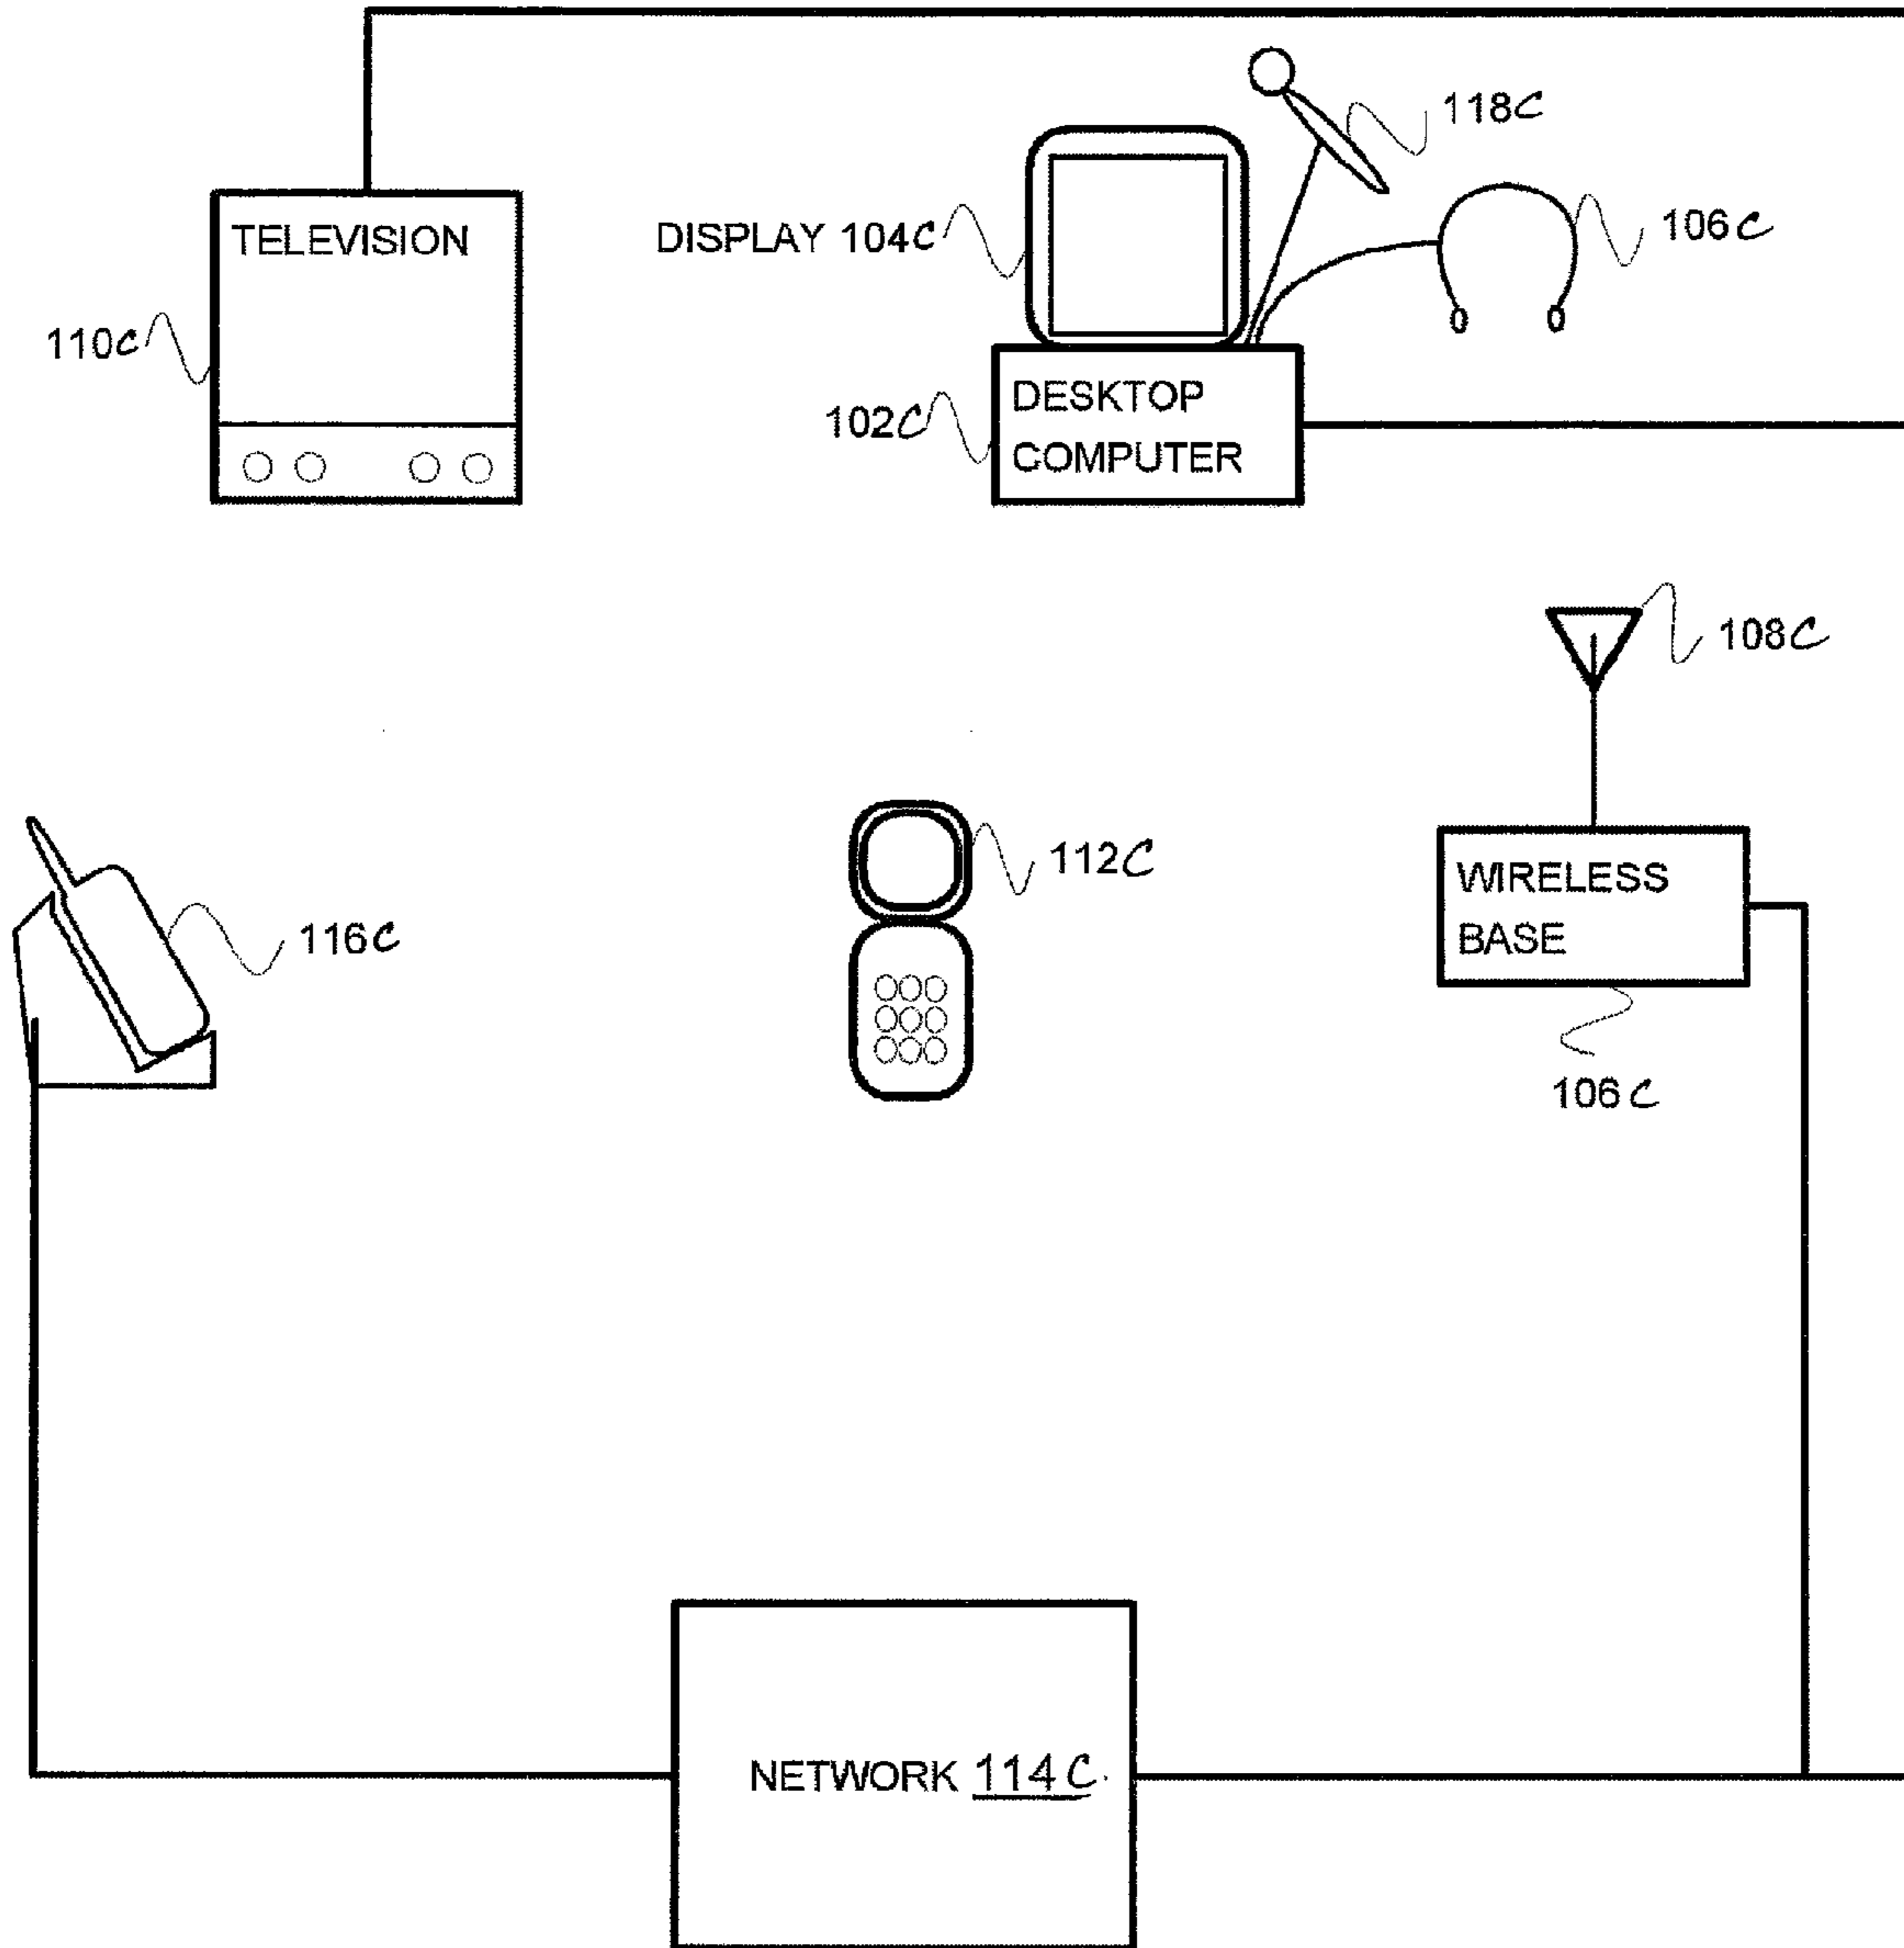 118C
TELEVISION
DISPLAY 104C
106C
110C
DESKTOP
COMPUTER
102C
108C
112C
WIRELESS
BASE
116C
106C
NETWORK 114C